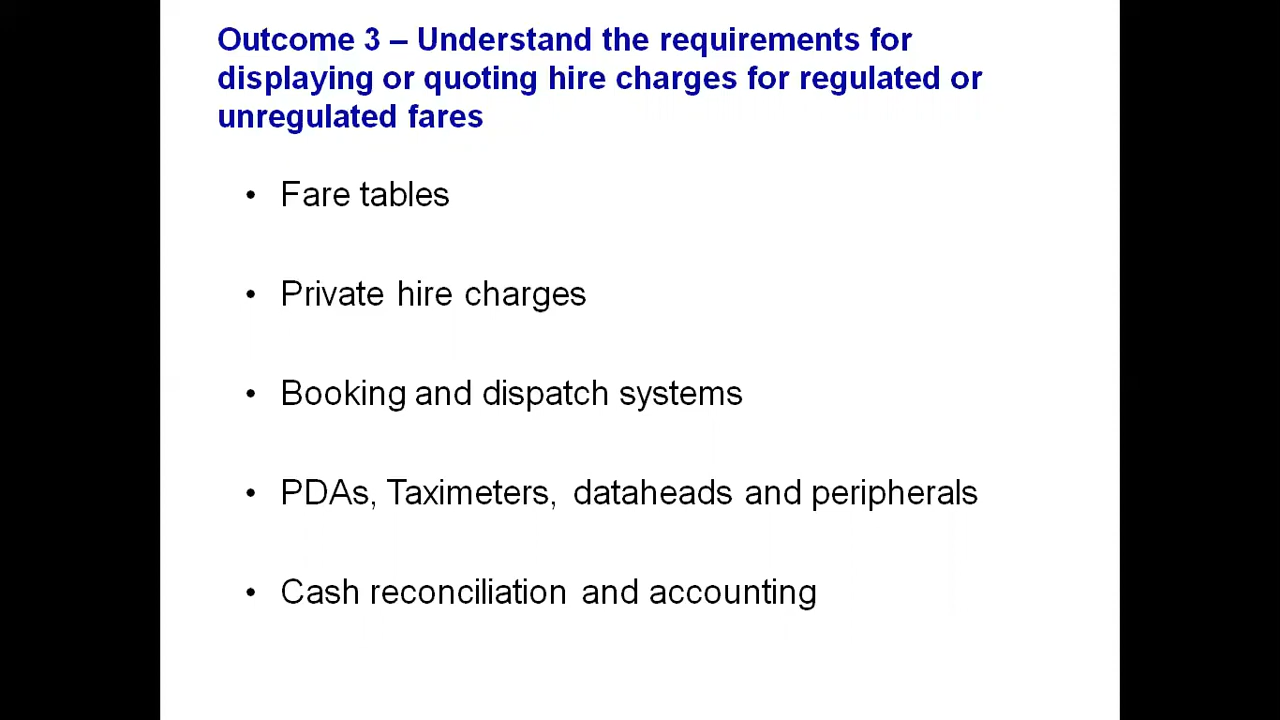 Outcome 3 – Understand the requirements for
displaying or quoting hire charges for regulated or
unregulated fares
• Fare tables
• Private hire charges
• Booking and dispatch systems
• PDAs, Taximeters, dataheads and peripherals
• Cash reconciliation and accounting